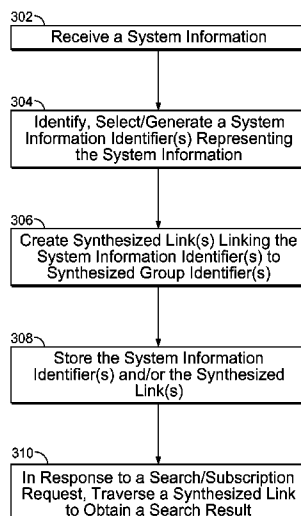 302
Receive a System Information
304
Identify, Select/Generate a System
Information Identifier(s) Representing
the System Information
306
Create Synthesized Link(s) Linking the
System Information Identifier(s) to
Synthesized Group Identifier(s)
308
Store the System Information
Identifier(s) and/or the Synthesized
Link(s)
310
In Response to a Search/Subscription
Request, Traverse a Synthesized Link
to Obtain a Search Result